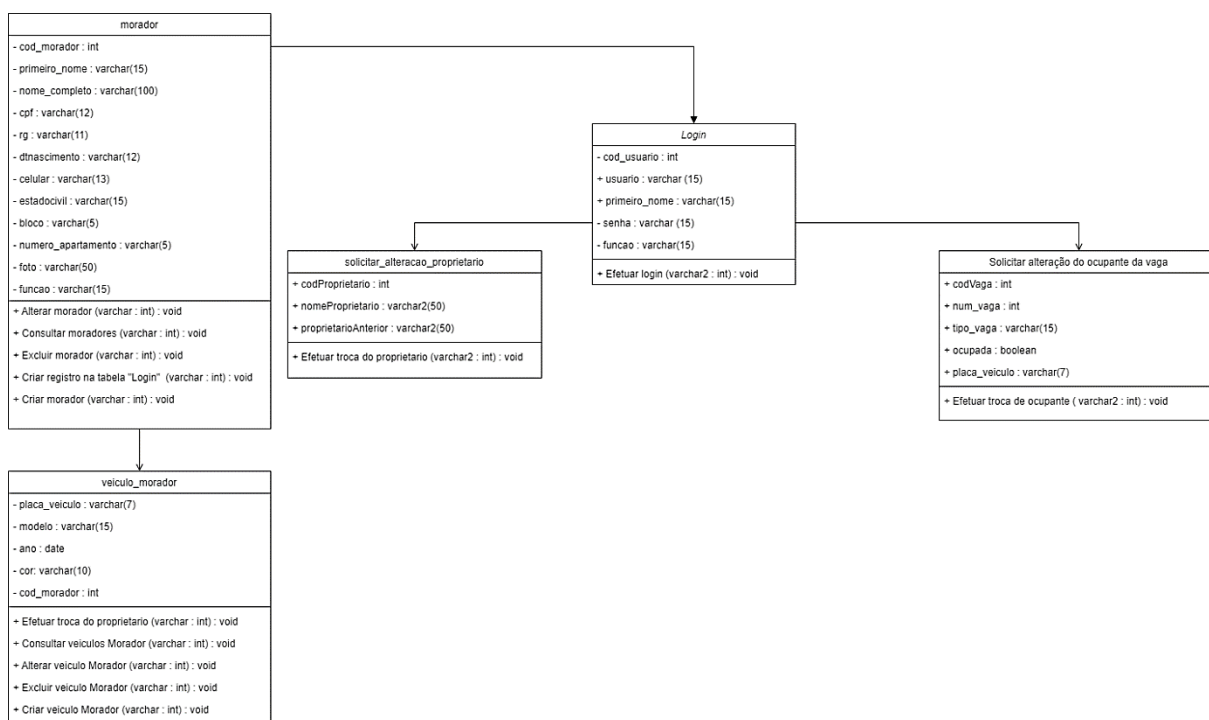 morador
- cod_morador : int
- primeiro_nome : varchar(15)
- nome_completo : varchar(100)
- cpf : varchar(12)
- rg : varchar(11)
- dtnascimento : varchar(12)
- celular : varchar(13)
- estadocivil : varchar(15)
- bloco : varchar(5)
- numero_apartamento : varchar(5)
- foto : varchar(50)
- funcao : varchar(15)
+ Alterar morador (varchar : int) : void
+ Consultar moradores (varchar : int) : void
+ Excluir morador (varchar : int) : void
+ Criar registro na tabela "Login" (varchar : int) : void
+ Criar morador (varchar : int) : void
Login
- cod_usuario : int
+ usuario : varchar (15)
+ primeiro_nome : varchar(15)
- senha : varchar (15)
- funcao : varchar(15)
+ Efetuar login (varchar2 : int) : void
solicitar_alteracao_proprietário
+ codProprietario : int
+ nomeProprietario : varchar2(50)
+ proprietarioAnterior : varchar2(50)
+ Efetuar troca do proprietario (varchar2 : int) : void
Solicitar alteração do ocupante da vaga
+ codVaga : int
+ num_vaga : int
+ tipo_vaga : varchar(15)
+ ocupada : boolean
+ placa_veiculo : varchar(7)
+ Efetuar troca de ocupante ( varchar2 : int) : void
veiculo_morador
- placa_veiculo : varchar(7)
- modelo : varchar(15)
- ano : date
- cor: varchar(10)
- cod_morador : int
+ Efetuar troca do proprietario (varchar : int) : void
+ Consultar veiculos Morador (varchar : int) : void
+ Alterar veiculo Morador (varchar : int) : void
+ Excluir veiculo Morador (varchar : int) : void
+ Criar veiculo Morador (varchar : int) : void